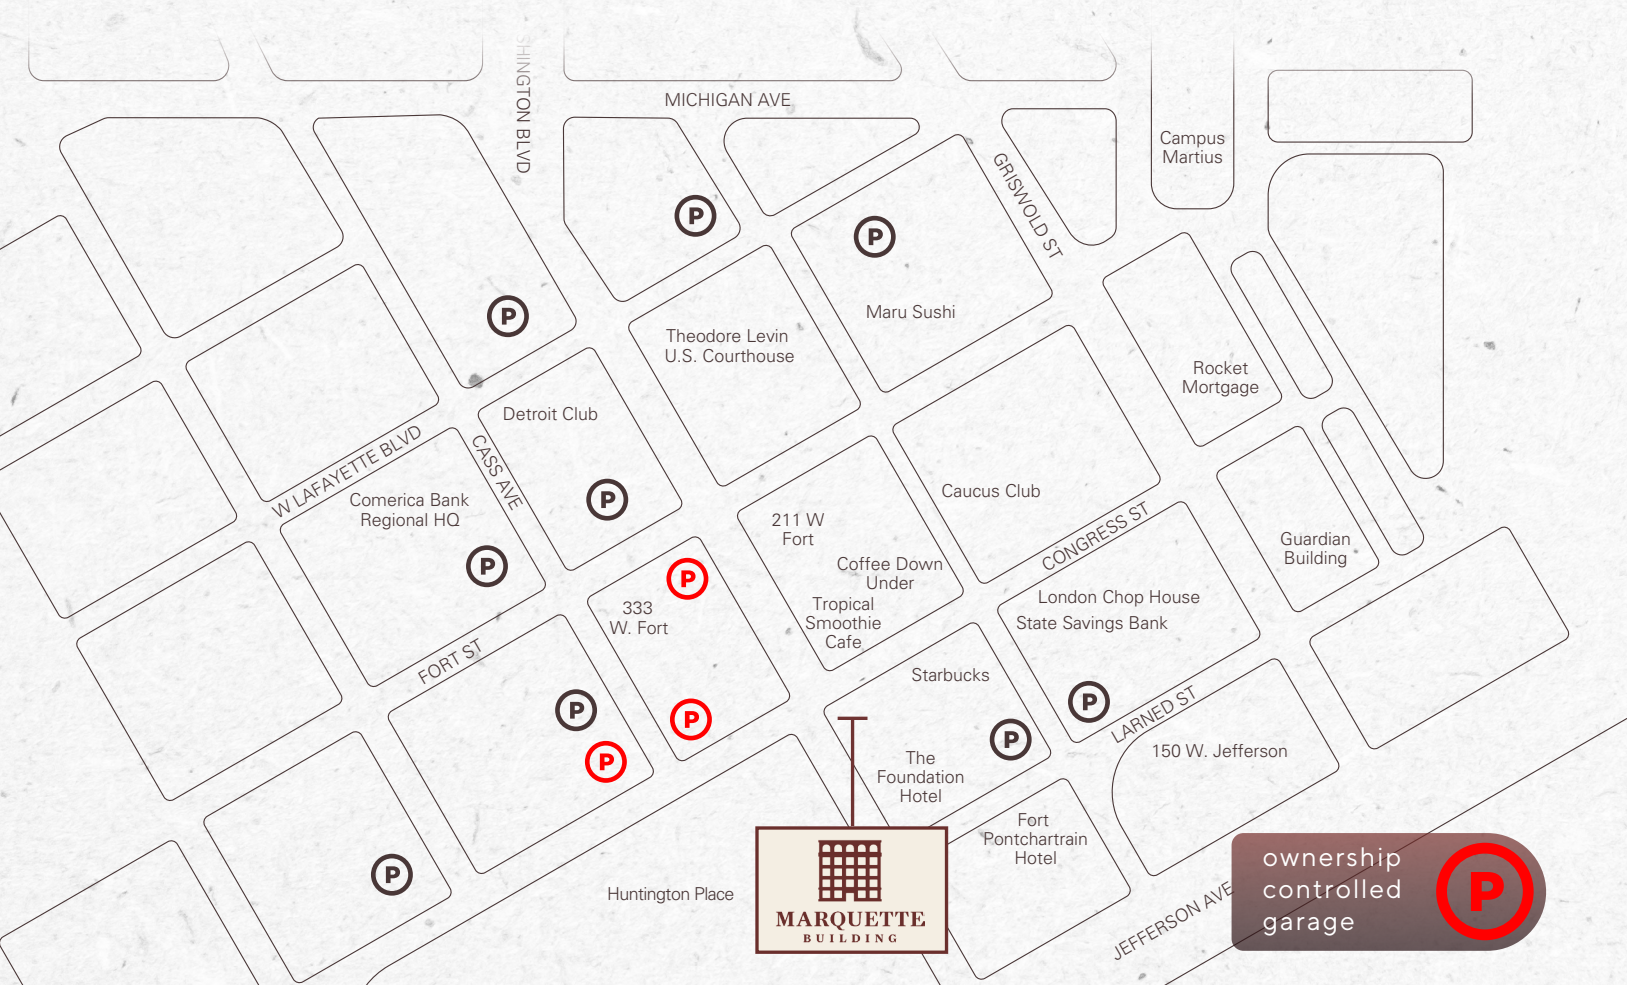 HINGTON BLVD
MICHIGAN AVE
Campus
Martius
GRISWOLD ST
P
P
Maru Sushi
P
Theodore Levin
U.S. Courthouse
Rocket
Mortgage
Detroit Club
W LAFAYETTE BLVD
CASS AVE
Comerica Bank
Regional HQ
P
P
Caucus Club
211 W
Fort
CONGRESS ST
Guardian
Building
Coffee Down
Under
P
333
W. Fort
Tropical
Smoothie
Cafe
London Chop House
State Savings Bank
FORT ST
Starbucks
P
P
P
P
P
LARNED ST
150 W. Jefferson
P
The
Foundation
Hotel
Fort
Pontchartrain
Hotel
P
Huntington Place
MARQUETTE
BUILDING
JEFFERSON AVE
ownership
controlled
garage
P